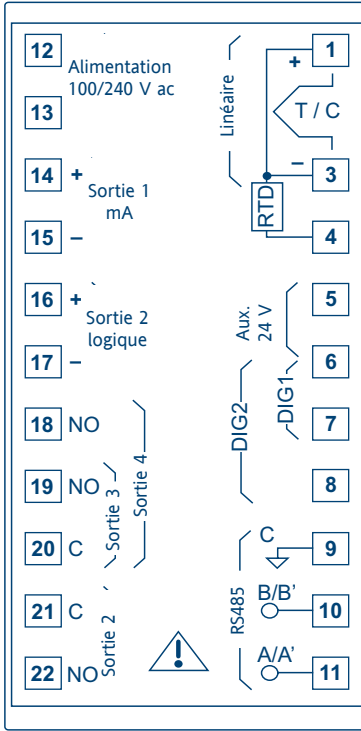 12
Alimentation
100/240 V ac
13
14 +
Sortie 1
mA
15 –
16 +
Sortie 2
logique
17 –
18 NO
19 NO
20 C
Sortie 3
Sortie 4
21 C
22 NO
Sortie 2
Linéaire
+
1
T / C
–
3
RTD
4
Aux.
24 V
5
6
DIG1
7
DIG2
8
RS485
C
9
B/B’
10
A/A’
11
!